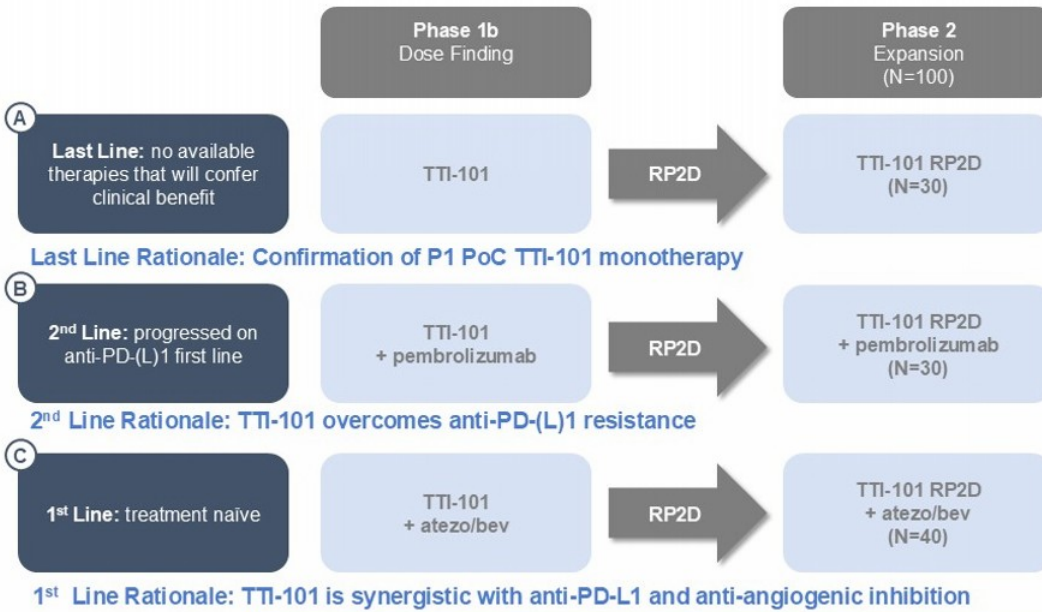 Phase 1b
Dose Finding
Phase 2
Expansion
(N=100)
A
Last Line: no available
therapies that will confer
clinical benefit
TTI-101
RP2D
TTI-101 RP2D
(N=30)
Last Line Rationale: Confirmation of P1 PoC TTI-101 monotherapy
B
2nd Line: progressed on
anti-PD-(L)1 first line
TTI-101
+ pembrolizumab
RP2D
TTI-101 RP2D
+ pembrolizumab
(N=30)
2nd Line Rationale: TTI-101 overcomes anti-PD-(L)1 resistance
C
1st Line: treatment naïve
TTI-101
+ atezo/bev
RP2D
TTI-101 RP2D
+ atezo/bev
(N=40)
1st Line Rationale: TTI-101 is synergistic with anti-PD-L1 and anti-angiogenic inhibition